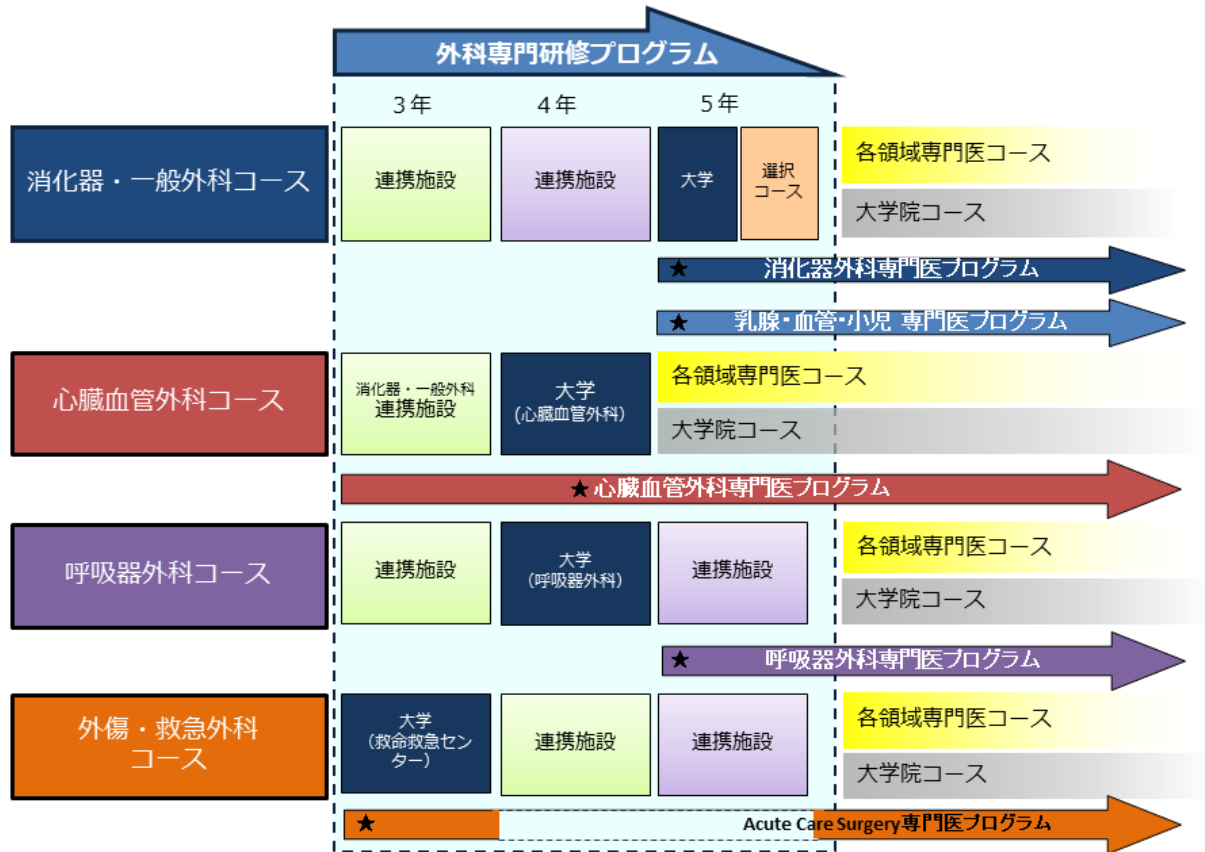 外科専門研修プログラム
3年 4年 5年
消化器・一般外科コース
連携施設
連携施設
大学
選択
コース
各領域専門医コース
大学院コース
★ 消化器外科専門医プログラム
★ 乳腺・血管・小児 専門医プログラム
心臓血管外科コース
消化器・一般外科
連携施設
大学
(心臓血管外科)
各領域専門医コース
大学院コース
★心臓血管外科専門医プログラム
呼吸器外科コース
連携施設
大学
(呼吸器外科)
連携施設
各領域専門医コース
大学院コース
★ 呼吸器外科専門医プログラム
外傷・救急外科
コース
大学
(救命救急セン
ター)
連携施設
連携施設
各領域専門医コース
大学院コース
★ Acute Care Surgery専門医プログラム